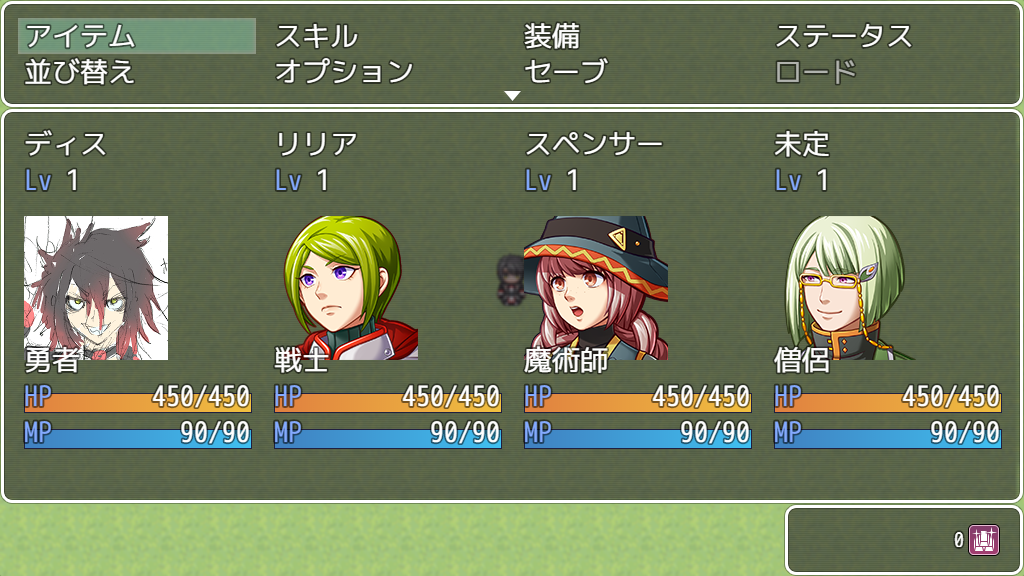 アイテム スキル 装備 ステータス
並び替え オプション セーブ ロード
ディス リリア スペンサー 未定
Lv 1 Lv 1 Lv 1 Lv 1
勇者 戦士 魔術師 僧侶
HP 450/450 HP 450/450 HP 450/450 HP 450/450
MP 90/90 MP 90/90 MP 90/90 MP 90/90
0